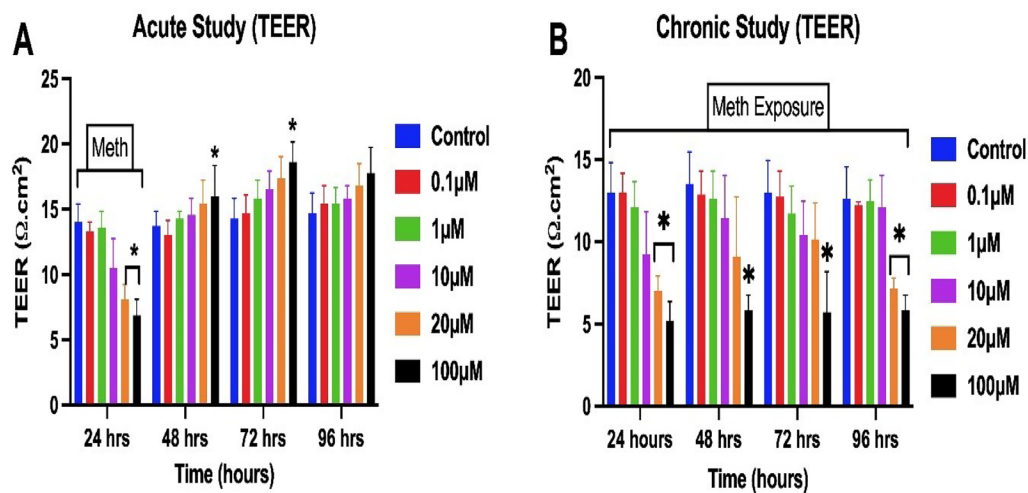 A
Acute Study (TEER)
TEER (Ω.cm²)
25
20
15
10
5
0
Meth
*
*
*
24 hrs
48 hrs
72 hrs
96 hrs
Time (hours)
Control
0.1µM
1µM
10µM
20µM
100µM
B
Chronic Study (TEER)
TEER (Ω.cm²)
20
15
10
5
0
Meth Exposure
*
*
*
*
24 hours
48 hrs
72 hrs
96 hrs
Time (hours)
Control
0.1µM
1µM
10µM
20µM
100µM